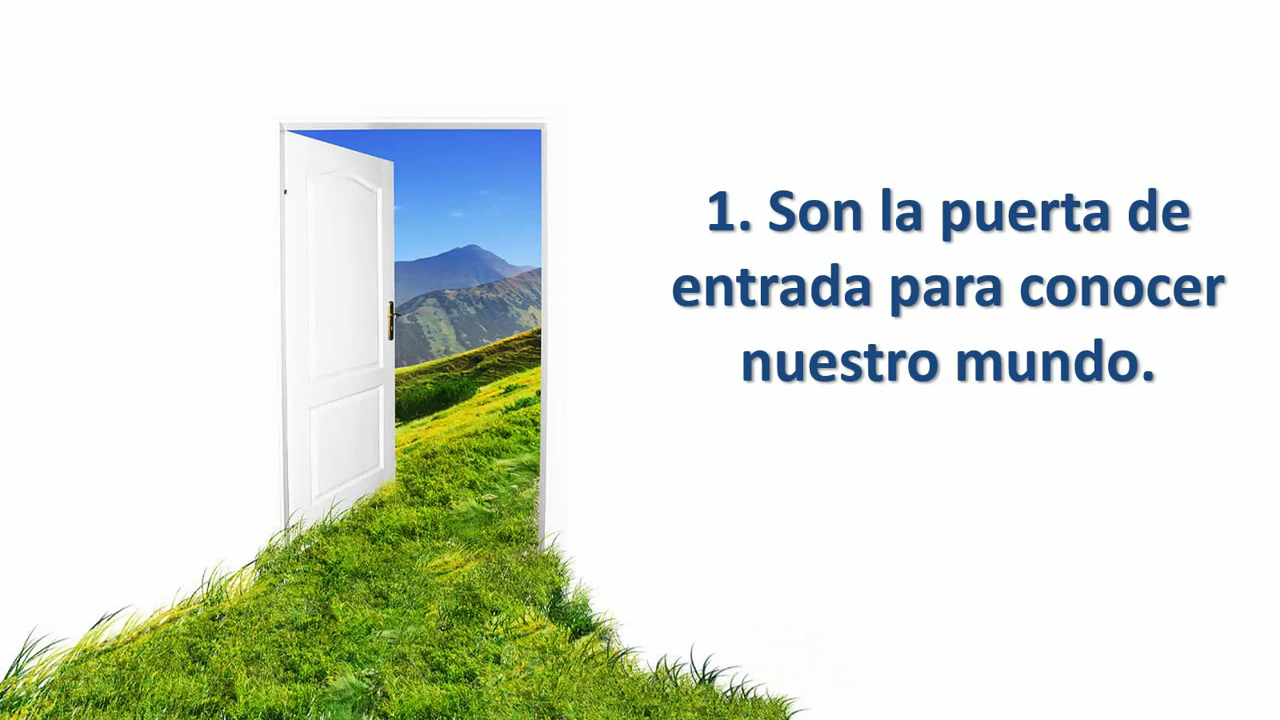 1. Son la puerta de
entrada para conocer
nuestro mundo.